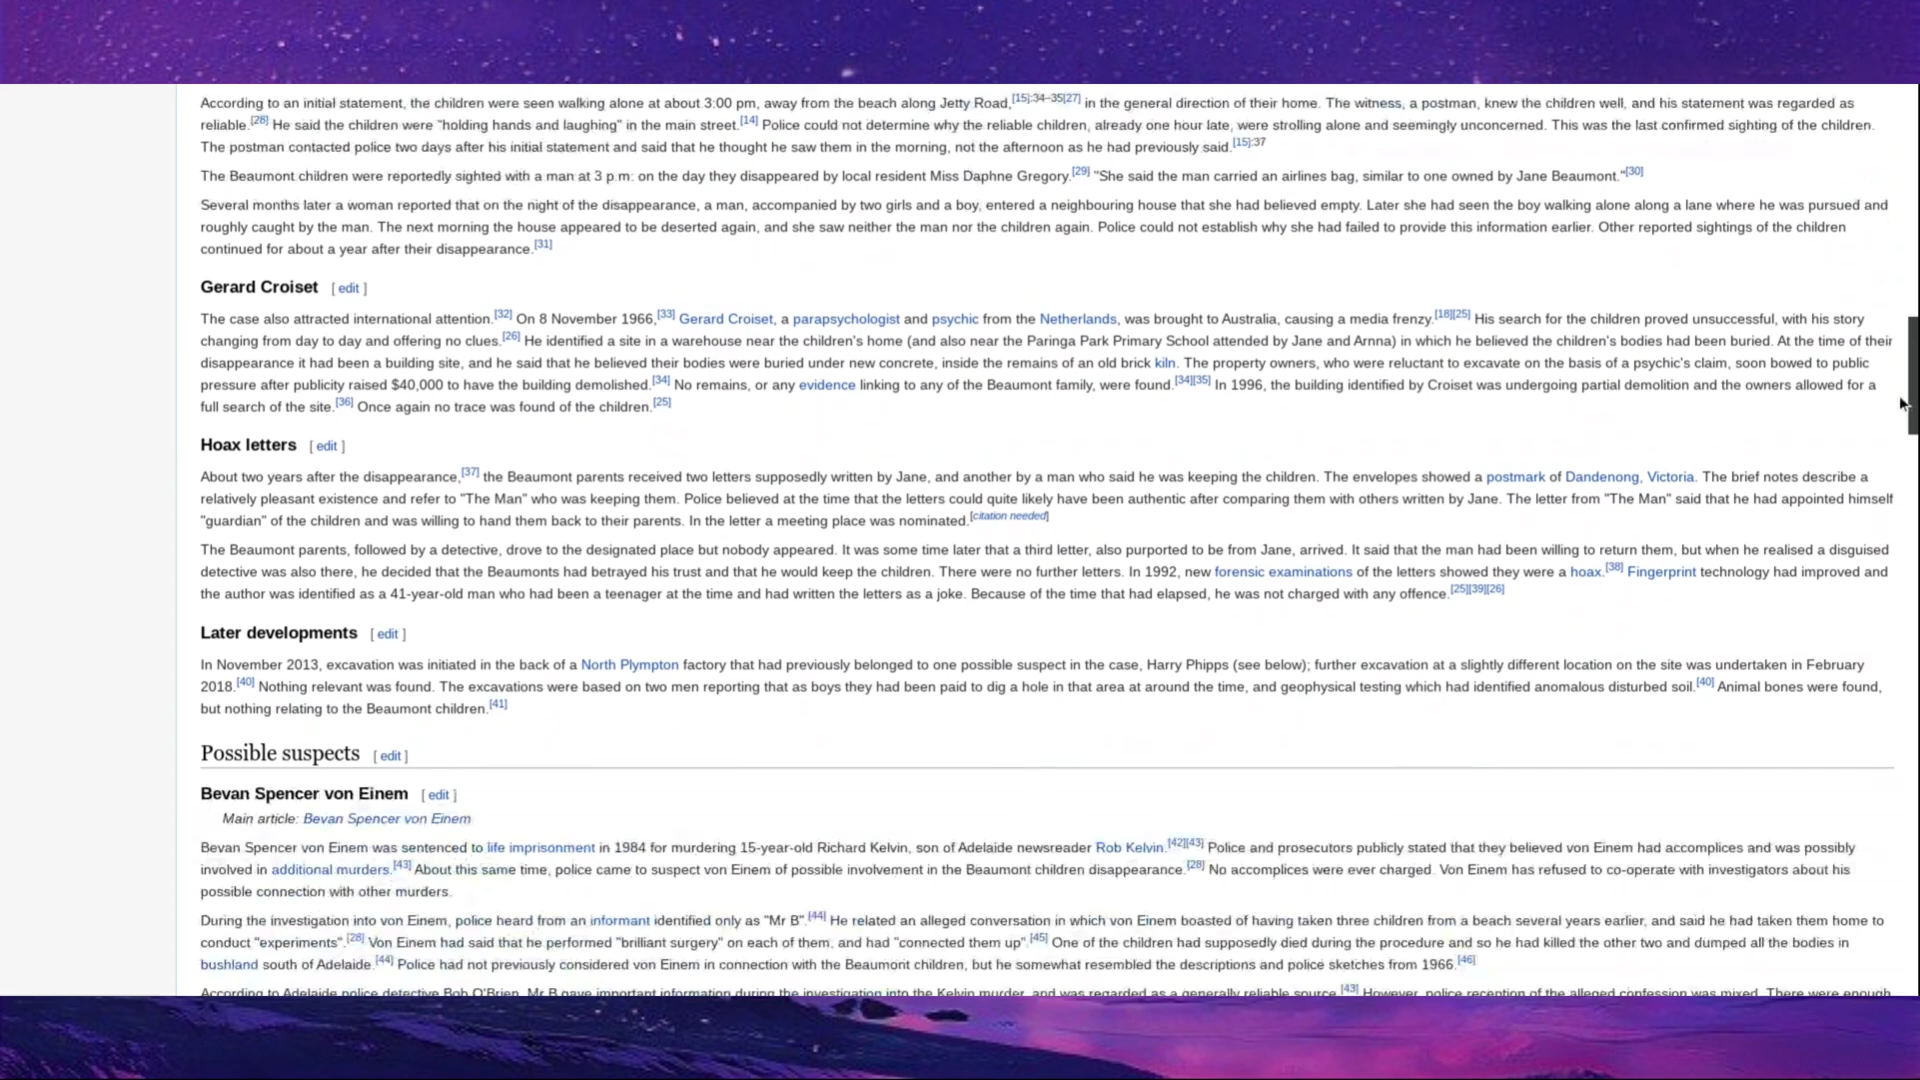 According to an initial statement, the children were seen walking alone at about 3:00 pm, away from the beach along Jetty Road,[15]:34–35[27] in the general direction of their home. The witness, a postman, knew the children well, and his statement was regarded as
reliable.[28] He said the children were "holding hands and laughing" in the main street.[14] Police could not determine why the reliable children, already one hour late, were strolling alone and seemingly unconcerned. This was the last confirmed sighting of the children.
The postman contacted police two days after his initial statement and said that he thought he saw them in the morning, not the afternoon as he had previously said.[15]:37
The Beaumont children were reportedly sighted with a man at 3 p.m: on the day they disappeared by local resident Miss Daphne Gregory.[29] "She said the man carried an airlines bag, similar to one owned by Jane Beaumont."[30]
Several months later a woman reported that on the night of the disappearance, a man, accompanied by two girls and a boy, entered a neighbouring house that she had believed empty. Later she had seen the boy walking alone along a lane where he was pursued and
roughly caught by the man. The next morning the house appeared to be deserted again, and she saw neither the man nor the children again. Police could not establish why she had failed to provide this information earlier. Other reported sightings of the children
continued for about a year after their disappearance.[31]
Gerard Croiset [ edit ]
The case also attracted international attention.[32] On 8 November 1966,[33] Gerard Croiset, a parapsychologist and psychic from the Netherlands, was brought to Australia, causing a media frenzy.[18][25] His search for the children proved unsuccessful, with his story
changing from day to day and offering no clues.[26] He identified a site in a warehouse near the children's home (and also near the Paringa Park Primary School attended by Jane and Arnna) in which he believed the children's bodies had been buried. At the time of their
disappearance it had been a building site, and he said that he believed their bodies were buried under new concrete, inside the remains of an old brick kiln. The property owners, who were reluctant to excavate on the basis of a psychic's claim, soon bowed to public
pressure after publicity raised $40,000 to have the building demolished.[34] No remains, or any evidence linking to any of the Beaumont family, were found.[34][35] In 1996, the building identified by Croiset was undergoing partial demolition and the owners allowed for a
full search of the site.[36] Once again no trace was found of the children.[25]
Hoax letters [ edit ]
About two years after the disappearance,[37] the Beaumont parents received two letters supposedly written by Jane, and another by a man who said he was keeping the children. The envelopes showed a postmark of Dandenong, Victoria. The brief notes describe a
relatively pleasant existence and refer to "The Man" who was keeping them. Police believed at the time that the letters could quite likely have been authentic after comparing them with others written by Jane. The letter from "The Man" said that he had appointed himself
"guardian" of the children and was willing to hand them back to their parents. In the letter a meeting place was nominated.[citation needed]
The Beaumont parents, followed by a detective, drove to the designated place but nobody appeared. It was some time later that a third letter, also purported to be from Jane, arrived. It said that the man had been willing to return them, but when he realised a disguised
detective was also there, he decided that the Beaumonts had betrayed his trust and that he would keep the children. There were no further letters. In 1992, new forensic examinations of the letters showed they were a hoax.[38] Fingerprint technology had improved and
the author was identified as a 41-year-old man who had been a teenager at the time and had written the letters as a joke. Because of the time that had elapsed, he was not charged with any offence.[25][39][26]
Later developments [ edit ]
In November 2013, excavation was initiated in the back of a North Plympton factory that had previously belonged to one possible suspect in the case, Harry Phipps (see below); further excavation at a slightly different location on the site was undertaken in February
2018.[40] Nothing relevant was found. The excavations were based on two men reporting that as boys they had been paid to dig a hole in that area at around the time, and geophysical testing which had identified anomalous disturbed soil.[40] Animal bones were found,
but nothing relating to the Beaumont children.[41]
Possible suspects [ edit ]
Bevan Spencer von Einem [ edit ]
Main article: Bevan Spencer von Einem
Bevan Spencer von Einem was sentenced to life imprisonment in 1984 for murdering 15-year-old Richard Kelvin, son of Adelaide newsreader Rob Kelvin.[42][43] Police and prosecutors publicly stated that they believed von Einem had accomplices and was possibly
involved in additional murders.[43] About this same time, police came to suspect von Einem of possible involvement in the Beaumont children disappearance.[28] No accomplices were ever charged. Von Einem has refused to co-operate with investigators about his
possible connection with other murders.
During the investigation into von Einem, police heard from an informant identified only as "Mr B".[44] He related an alleged conversation in which von Einem boasted of having taken three children from a beach several years earlier, and said he had taken them home to
conduct "experiments".[28] Von Einem had said that he performed "brilliant surgery" on each of them, and had "connected them up".[45] One of the children had supposedly died during the procedure and so he had killed the other two and dumped all the bodies in
bushland south of Adelaide.[44] Police had not previously considered von Einem in connection with the Beaumont children, but he somewhat resembled the descriptions and police sketches from 1966.[46]
According to Adelaide police detective Bob O'Brien, Mr B gave important information during the investigation into the Kelvin murder, and was regarded as a generally reliable source.[43] However, police reception of the alleged confession was mixed. There were enough